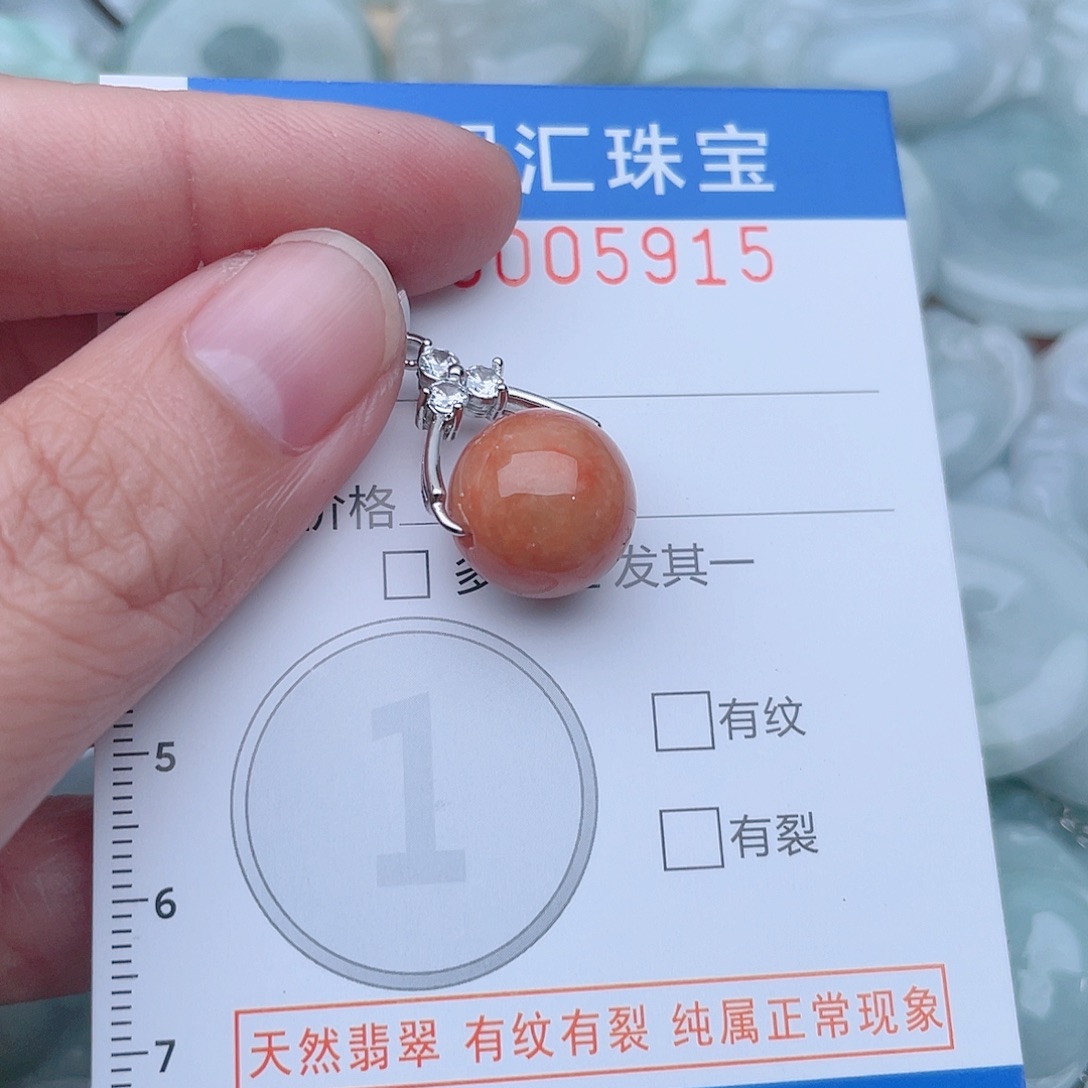 汇珠宝
005915
价格
发其一
1
有纹
有裂
5
6
7
天然翡翠 有纹有裂 纯属正常现象